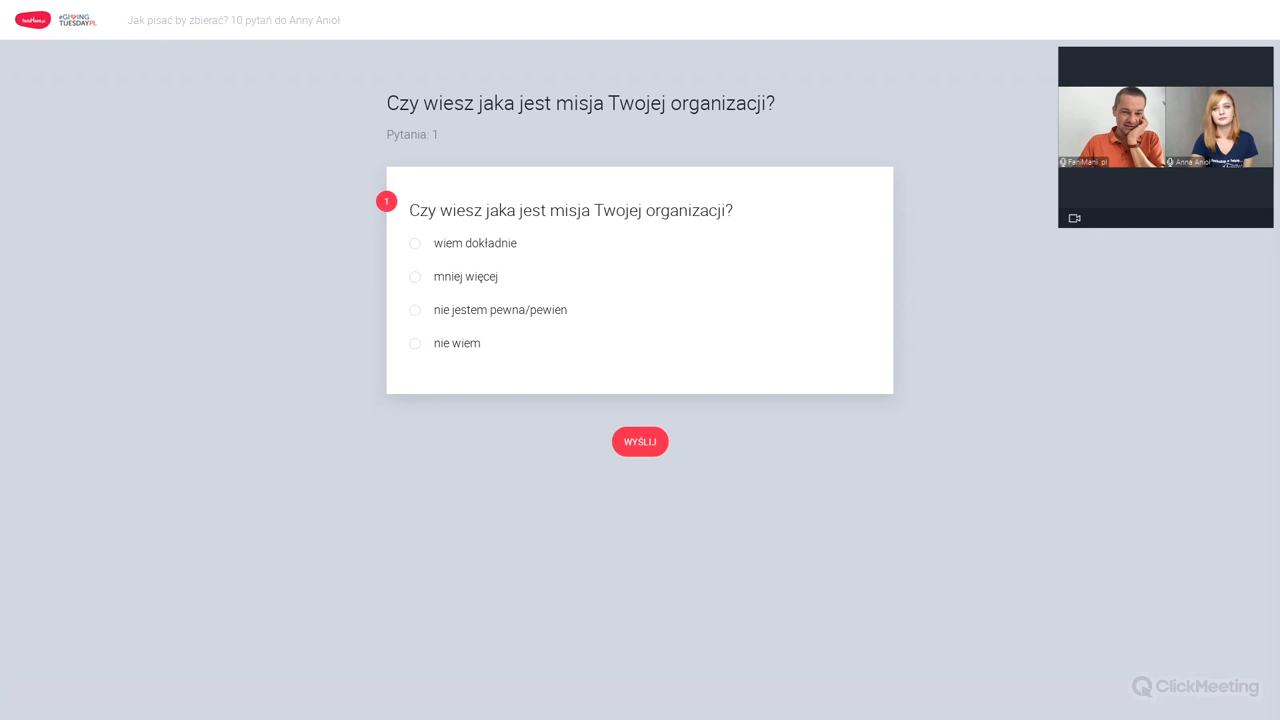 FaniMani.pl
#GIVING
TUESDAYPL
Jak pisać by zbierać? 10 pytań do Anny Anioł
Czy wiesz jaka jest misja Twojej organizacji?
Pytania: 1
1
Czy wiesz jaka jest misja Twojej organizacji?
wiem dokładnie
mniej więcej
nie jestem pewna/pewien
nie wiem
WYŚLIJ
FaniMani .pl
Anna Anioł
ClickMeeting